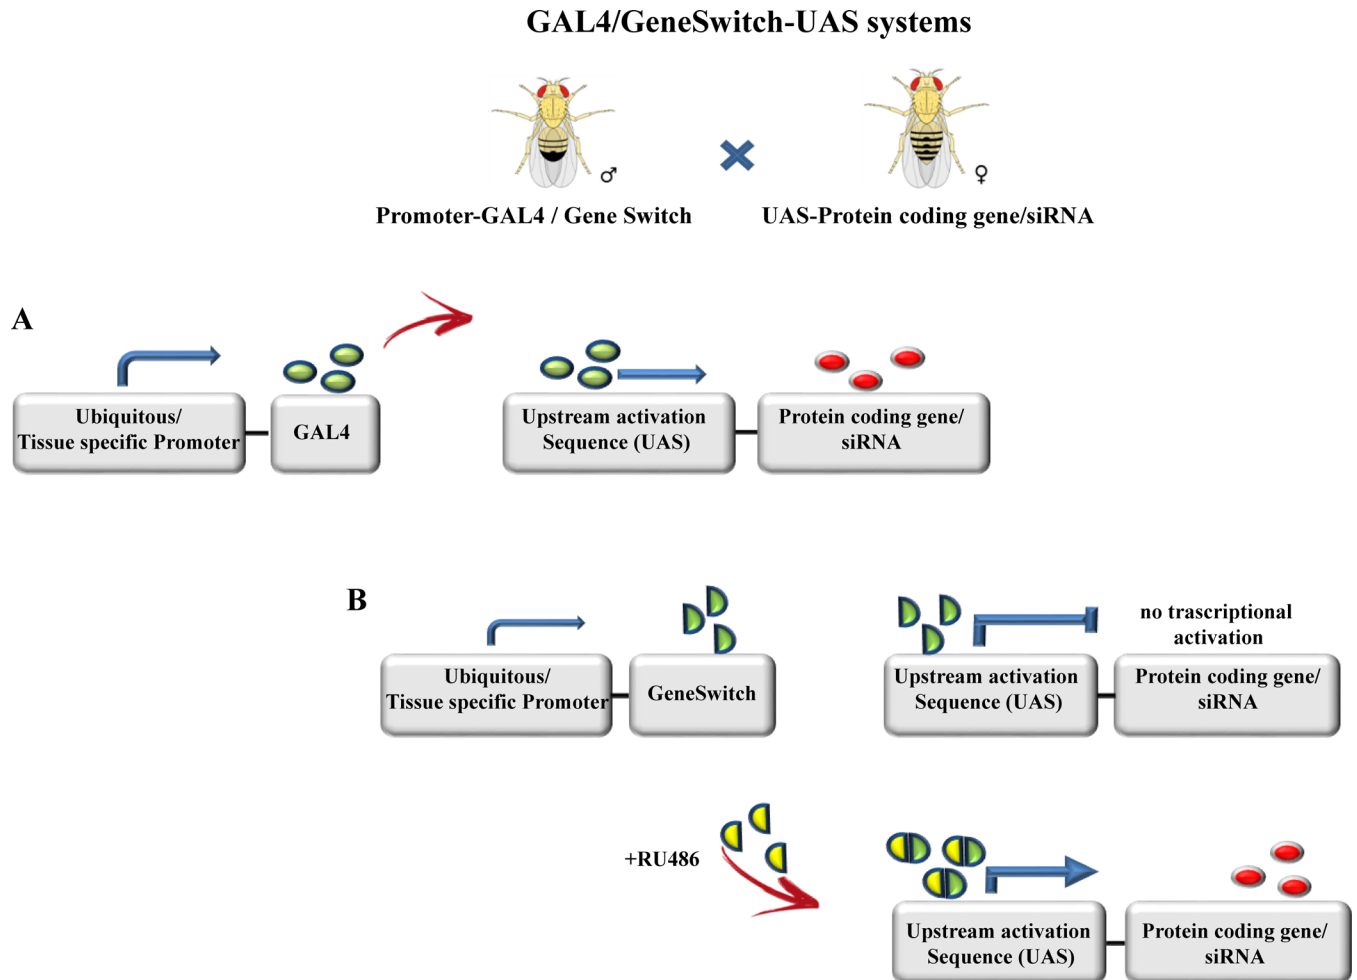 GAL4/GeneSwitch-UAS systems
♂
♀
Promoter-GAL4 / Gene Switch
UAS-Protein coding gene/siRNA
A
Ubiquitous/
Tissue specific Promoter
GAL4
Upstream activation
Sequence (UAS)
Protein coding gene/
siRNA
B
Ubiquitous/
Tissue specific Promoter
GeneSwitch
no trascriptional
activation
Upstream activation
Sequence (UAS)
Protein coding gene/
siRNA
+RU486
Upstream activation
Sequence (UAS)
Protein coding gene/
siRNA